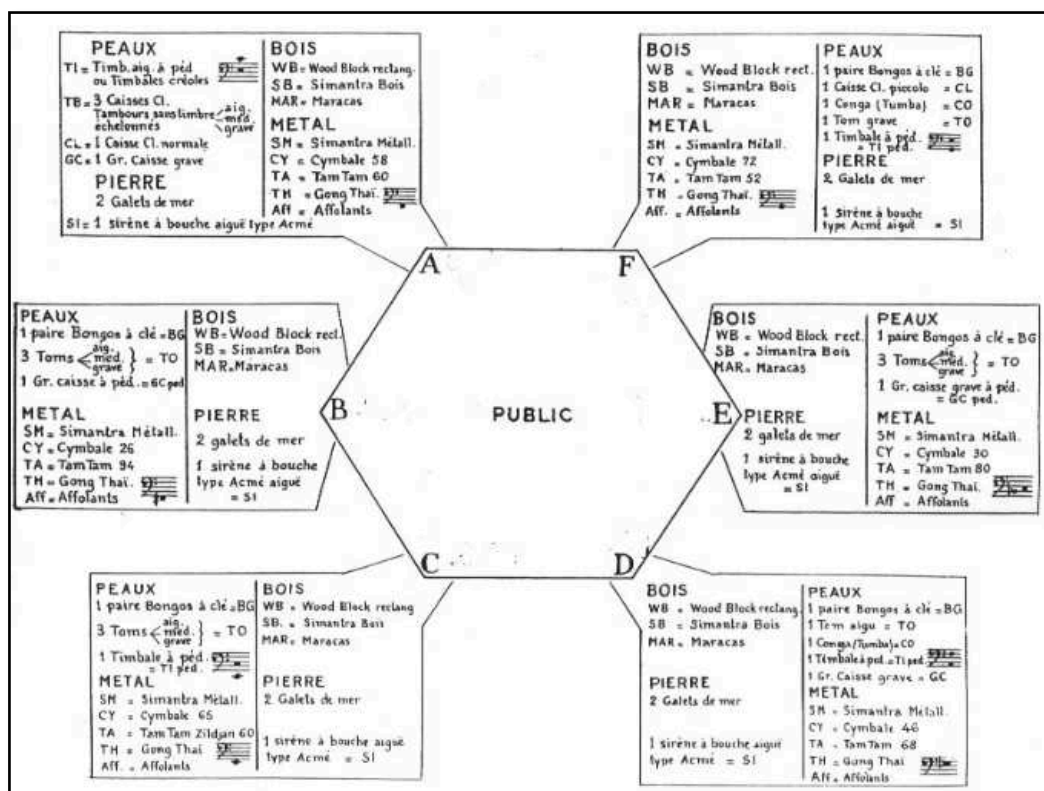 PEAUX
TI = Timb. aig. à péd
ou Timbales créoles
TB = 3 Caisses Cl.
Tambours sans timbre
échelonnés
aig.
med.
grave
CL = 1 Caisse Cl. normale
GC = 1 Gr. Caisse grave
PIERRE
2 Galets de mer
SI = 1 sirène à bouche aiguë type Acmé
BOIS
WB = Wood Block rectang.
SB = Simantra Bois
MAR = Maracas
METAL
SM = Simantra Métall.
CY = Cymbale 58
TA = Tam Tam 60
TH = Gong Thaï.
Aff = Affolants
BOIS
WB = Wood Block rect.
SB = Simantra Bois
MAR = Maracas
METAL
SM = Simantra Métall.
CY = Cymbale 72
TA = Tam Tam 52
TH = Gong Thaï.
Aff. = Affolants
PEAUX
1 paire Bongos à clé = BG
1 Caisse Cl. piccolo = CL
1 Conga (Tumba) = CO
1 Tom grave = TO
1 Timbale à péd.
= TI péd.
PIERRE
2 Galets de mer
1 sirène à bouche
type Acmé aiguë = SI
A
F
PEAUX
1 paire Bongos à clé = BG
3 Toms
aig.
med.
grave
} = TO
1 Gr. caisse à péd. = GC ped
METAL
SM = Simantra Métall.
CY = Cymbale 26
TA = Tam Tam 94
TH = Gong Thaï.
Aff = Affolants
BOIS
WB = Wood Block rect.
SB = Simantra Bois
MAR = Maracas
PIERRE
2 galets de mer
1 sirène à bouche
type Acmé aiguë
= SI
B
PUBLIC
E
BOIS
WB = Wood Block rect.
SB = Simantra Bois
MAR = Maracas
PIERRE
2 galets de mer
1 sirène à bouche
type Acmé aiguë
= SI
PEAUX
1 paire Bongos à clé = BG
3 Toms
aig.
med.
grave
} = TO
1 Gr. caisse grave à péd.
= GC ped.
METAL
SM = Simantra Métall.
CY = Cymbale 30
TA = Tam Tam 80
TH = Gong Thaï.
Aff = Affolants
C
D
PEAUX
1 paire Bongos à clé = BG
3 Toms
aig.
med.
grave
} = TO
1 Timbale à péd.
= TI ped.
METAL
SM = Simantra Métall.
CY = Cymbale 65
TA = Tam Tam Zildjan 60
TH = Gong Thaï
Aff. = Affolants
BOIS
WB = Wood Block rectang
SB. = Simantra Bois
MAR = Maracas
PIERRE
2 Galets de mer
1 sirène à bouche aiguë
type Acmé = SI
BOIS
WB = Wood Block rectang.
SB = Simantra Bois
MAR = Maracas
PIERRE
2 Galets de mer
1 sirène à bouche aiguë
type Acmé = SI
PEAUX
1 paire Bongos à clé = BG
1 Tom aigu = TO
1 Conga (Tumba) = CO
1 Timbale à péd. = TI ped
1 Gr. Caisse grave = GC
METAL
SM = Simantra Métall.
CY = Cymbale 46
TA = Tam Tam 68
TH = Gong Thaï
Aff = Affolants